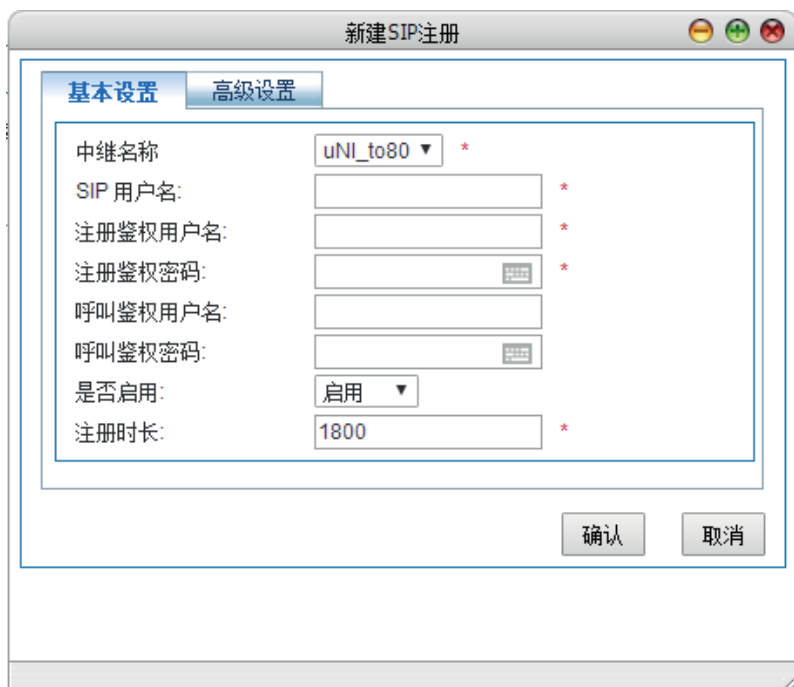 新建SIP注册
基本设置 高级设置
中继名称 uNI_to80 *
SIP 用户名: *
注册鉴权用户名: *
注册鉴权密码: *
呼叫鉴权用户名:
呼叫鉴权密码:
是否启用: 启用
注册时长: 1800 *
确认 取消